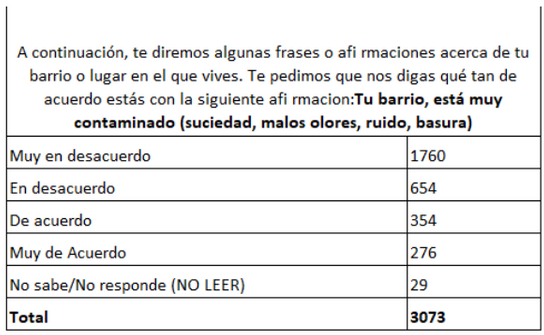 A continuación, te diremos algunas frases o afi rmaciones acerca de tu
barrio o lugar en el que vives. Te pedimos que nos digas qué tan de
acuerdo estás con la siguiente afi rmacion:Tu barrio, está muy
contaminado (suciedad, malos olores, ruido, basura)
Muy en desacuerdo 1760
En desacuerdo 654
De acuerdo 354
Muy de Acuerdo 276
No sabe/No responde (NO LEER) 29
Total 3073